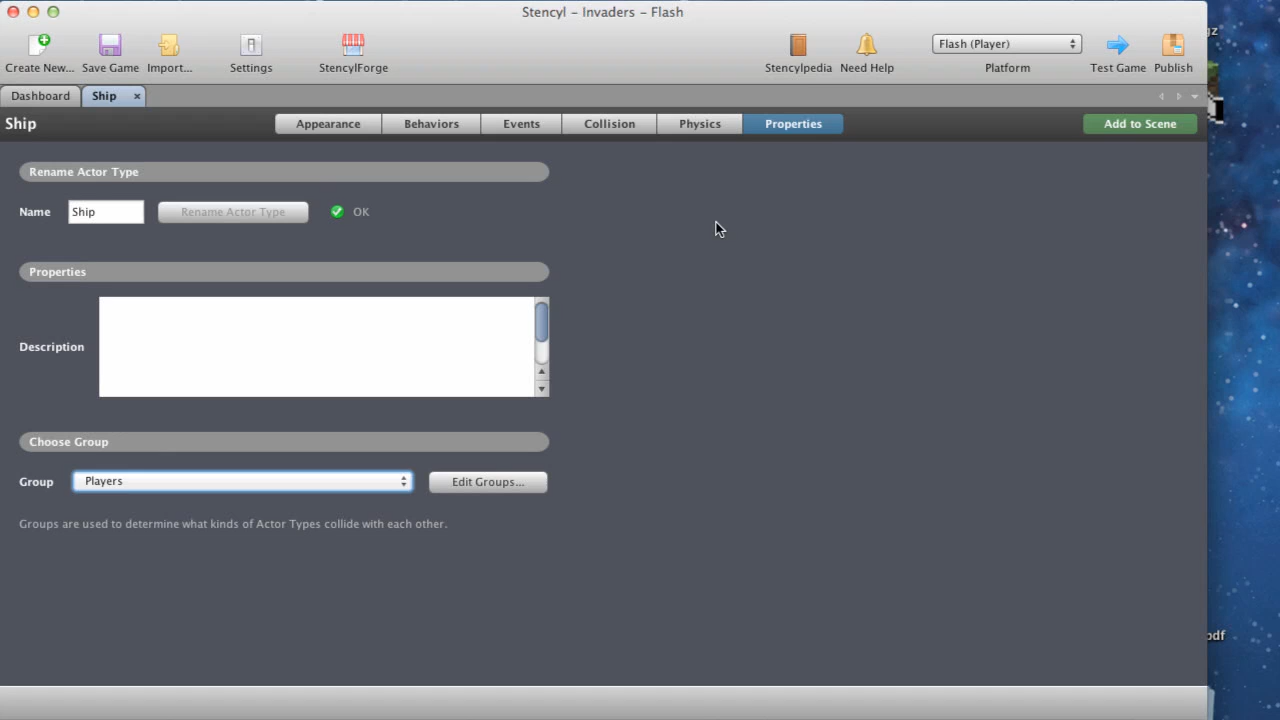 Stencyl – Invaders – Flash
Create New... Save Game Import... Settings StencylForge Stencylpedia Need Help Flash (Player) Platform Test Game Publish
Dashboard Ship
Ship Appearance Behaviors Events Collision Physics Properties Add to Scene
Rename Actor Type
Name Ship Rename Actor Type OK
Properties
Description
Choose Group
Group Players Edit Groups...
Groups are used to determine what kinds of Actor Types collide with each other.
gz
pdf